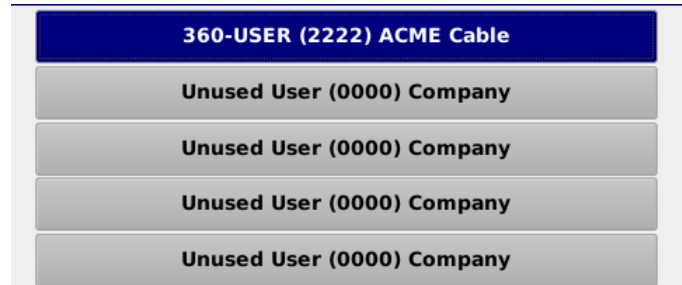 360-USER (2222) ACME Cable
Unused User (0000) Company
Unused User (0000) Company
Unused User (0000) Company
Unused User (0000) Company